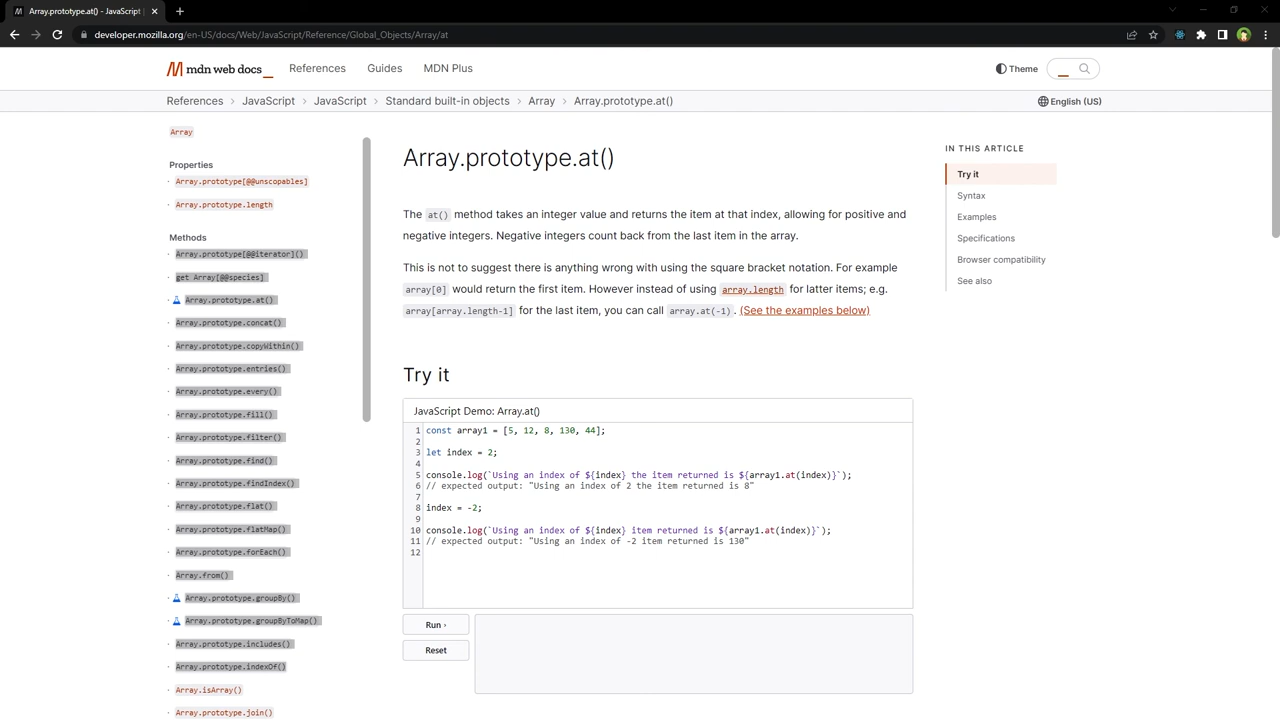 Array.prototype.at() - JavaScript |
developer.mozilla.org/en-US/docs/Web/JavaScript/Reference/Global_Objects/Array/at
mdn web docs_
References
Guides
MDN Plus
Theme
References > JavaScript > JavaScript > Standard built-in objects > Array > Array.prototype.at()
English (US)
Array
Properties
Array.prototype[@@unscopables]
Array.prototype.length
Methods
Array.prototype[@@iterator]()
get Array[@@species]
Array.prototype.at()
Array.prototype.concat()
Array.prototype.copyWithin()
Array.prototype.entries()
Array.prototype.every()
Array.prototype.fill()
Array.prototype.filter()
Array.prototype.find()
Array.prototype.findIndex()
Array.prototype.flat()
Array.prototype.flatMap()
Array.prototype.forEach()
Array.from()
Array.prototype.groupBy()
Array.prototype.groupByToMap()
Array.prototype.includes()
Array.prototype.indexOf()
Array.isArray()
Array.prototype.join()
Array.prototype.at()
The at() method takes an integer value and returns the item at that index, allowing for positive and
negative integers. Negative integers count back from the last item in the array.
This is not to suggest there is anything wrong with using the square bracket notation. For example
array[0] would return the first item. However instead of using array.length for latter items; e.g.
array[array.length-1] for the last item, you can call array.at(-1). (See the examples below)
Try it
JavaScript Demo: Array.at()
1 const array1 = [5, 12, 8, 130, 44];
2
3 let index = 2;
4
5 console.log(`Using an index of ${index} the item returned is ${array1.at(index)}`);
6 // expected output: "Using an index of 2 the item returned is 8"
7
8 index = -2;
9
10 console.log(`Using an index of ${index} item returned is ${array1.at(index)}`);
11 // expected output: "Using an index of -2 item returned is 130"
12
Run ›
Reset
IN THIS ARTICLE
Try it
Syntax
Examples
Specifications
Browser compatibility
See also